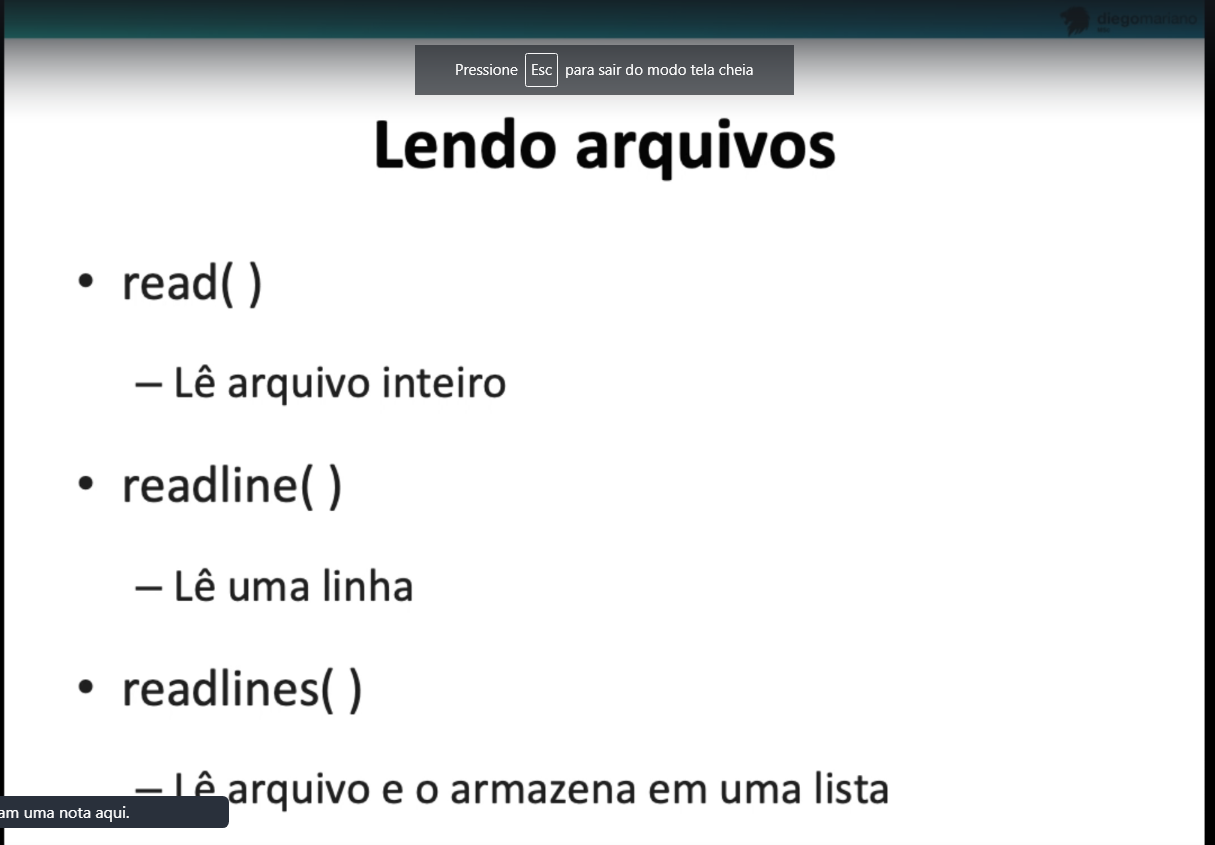 diegomariano
Pressione Esc para sair do modo tela cheia
Lendo arquivos
• read( )
– Lê arquivo inteiro
• readline( )
– Lê uma linha
• readlines( )
– Lê arquivo e o armazena em uma lista
am uma nota aqui.